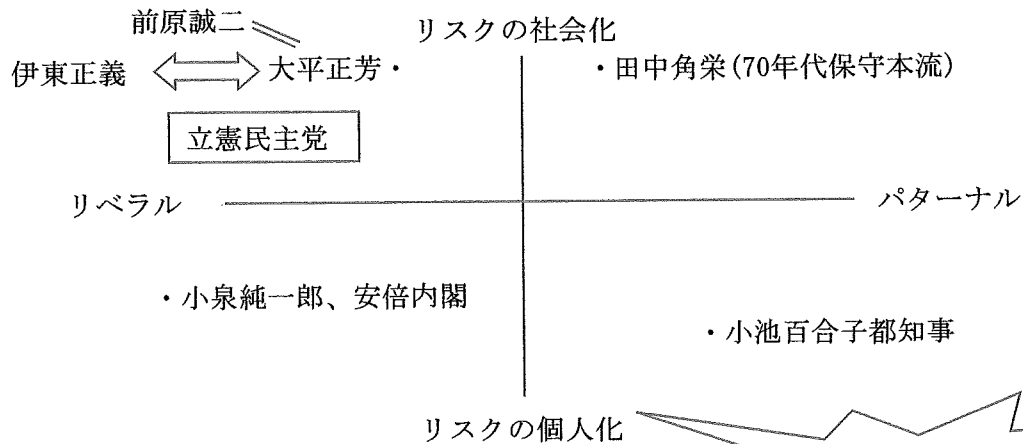 前原誠二
リスクの社会化
伊東正義
大平正芳・
・田中角栄(70年代保守本流)
立憲民主党
リベラル
パターナル
・小泉純一郎、安倍内閣
・小池百合子都知事
リスクの個人化